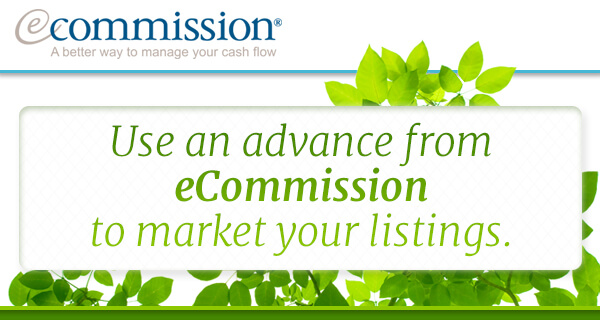 ecommission®
A better way to manage your cash flow
Use an advance from
eCommission
to market your listings.